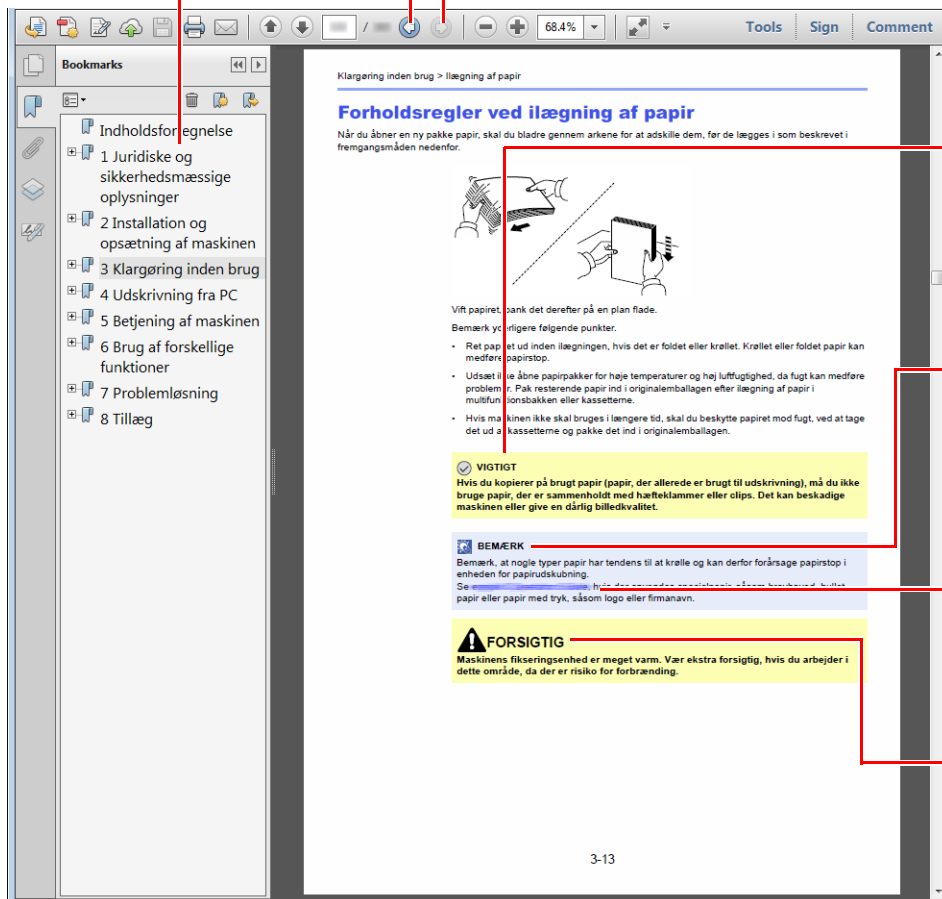 /
68.4%
Tools
Sign
Comment
Bookmarks
Indholdsfortegnelse
1 Juridiske og
sikkerhedsmæssige
oplysninger
2 Installation og
opsætning af maskinen
3 Klargøring inden brug
4 Udskrivning fra PC
5 Betjening af maskinen
6 Brug af forskellige
funktioner
7 Problemløsning
8 Tillæg
Klargøring inden brug > Ilægning af papir
Forholdsregler ved ilægning af papir
Når du åbner en ny pakke papir, skal du bladre gennem arkene for at adskille dem, før de lægges i som beskrevet i
fremgangsmåden nedenfor.
Vift papiret, bank det derefter på en plan flade.
Bemærk yderligere følgende punkter.
• Ret papiret ud inden ilægningen, hvis det er foldet eller krøllet. Krøllet eller foldet papir kan
medføre papirstop.
• Udsæt ikke åbne papirpakker for høje temperaturer og høj luftfugtighed, da fugt kan medføre
problemer. Pak resterende papir ind i originalemballagen efter ilægning af papir i
multifunktionsbakken eller kassetterne.
• Hvis maskinen ikke skal bruges i længere tid, skal du beskytte papiret mod fugt, ved at tage
det ud af kassetterne og pakke det ind i originalemballagen.
VIGTIGT
Hvis du kopierer på brugt papir (papir, der allerede er brugt til udskrivning), må du ikke
bruge papir, der er sammenholdt med hæfteklammer eller clips. Det kan beskadige
maskinen eller give en dårlig billedkvalitet.
BEMÆRK
Bemærk, at nogle typer papir har tendens til at krølle og kan derfor forårsage papirstop i
enheden for papirudskubning.
Se , hvis der anvendes specialpapir såsom brevhoved, hullet
papir eller papir med tryk, såsom logo eller firmanavn.
FORSIGTIG
Maskinens fikseringsenhed er meget varm. Vær ekstra forsigtig, hvis du arbejder i
dette område, da der er risiko for forbrænding.
3-13